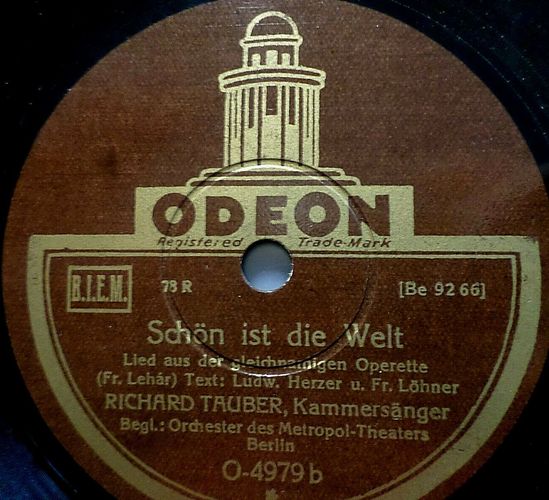 ODEON
Registered Trade-Mark
B.I.E.M.
78 R
[Be 92 66]
Schön ist die Welt
Lied aus der gleichnamigen Operette
(Fr. Lehár) Text: Ludw. Herzer u. Fr. Löhner
RICHARD TAUBER, Kammersänger
Begl.: Orchester des Metropol-Theaters
Berlin
O-4979b